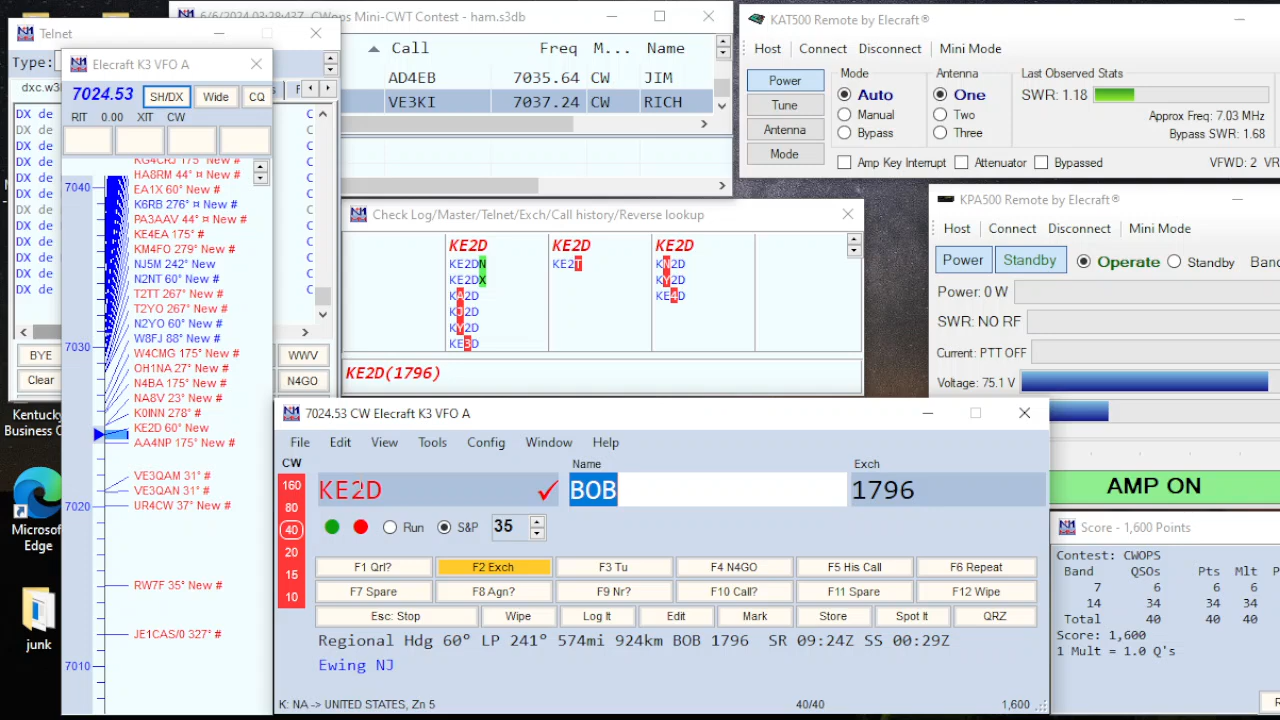 Telnet
Type:
dxc.w3
DX de
DX de
DX de
DX de
DX de
DX de
DX de
DX de
DX de
DX de
DX de
DX de
BYE
Clear
WWV
N4GO
Elecraft K3 VFO A
7024.53 SH/DX Wide CQ
RIT 0.00 XIT CW
KG4CRJ 175° New #
HA8RM 44° ¤ New #
7040
EA1X 60° New #
K6RB 276° ¤ New #
PA3AAV 44° ¤ New #
KE4EA 175° #
KM4FO 279° New #
NJ5M 242° New
N2NT 60° New #
T2TT 267° New #
T2YO 267° New #
N2YO 60° New #
W8FJ 88° New #
7030
W4CMG 175° New #
OH1NA 27° New #
N4BA 175° New #
NA8V 23° New #
K0INN 278° #
KE2D 60° New
AA4NP 175° New #
VE3QAM 31° #
VE3QAN 31° #
UR4CW 37° New #
7020
RW7F 35° New #
JE1CAS/0 327° #
7010
6/6/2024 03:28:43Z CWops Mini-CWT Contest - ham.s3db
Call Freq M... Name
AD4EB 7035.64 CW JIM
VE3KI 7037.24 CW RICH
Check Log/Master/Telnet/Exch/Call history/Reverse lookup
KE2D KE2D KE2D
KE2DN KE2T KN2D
KE2DX KY2D
KA2D KE4D
KJ2D
KY2D
KE3D
KE2D(1796)
KAT500 Remote by Elecraft®
Host Connect Disconnect Mini Mode
Power
Tune
Antenna
Mode
Mode
Auto
Manual
Bypass
Antenna
One
Two
Three
Last Observed Stats
SWR: 1.18
Approx Freq: 7.03 MHz
Bypass SWR: 1.68
Amp Key Interrupt Attenuator Bypassed VFWD: 2 VR
KPA500 Remote by Elecraft®
Host Connect Disconnect Mini Mode
Power Standby Operate Standby Band
Power: 0 W
SWR: NO RF
Current: PTT OFF
Voltage: 75.1 V
AMP ON
Kentucky
Business C
Microsoft
Edge
junk
7024.53 CW Elecraft K3 VFO A
File Edit View Tools Config Window Help
CW
160
80
40
20
15
10
Name Exch
KE2D BOB 1796
Run S&P 35
F1 Qrl? F2 Exch F3 Tu F4 N4GO F5 His Call F6 Repeat
F7 Spare F8 Agn? F9 Nr? F10 Call? F11 Spare F12 Wipe
Esc: Stop Wipe Log It Edit Mark Store Spot It QRZ
Regional Hdg 60° LP 241° 574mi 924km BOB 1796 SR 09:24Z SS 00:29Z
Ewing NJ
K: NA -> UNITED STATES, Zn 5 40/40 1,600
Score - 1,600 Points
Contest: CWOPS
Band QSOs Pts Mlt Pt
7 6 6 6
14 34 34 34
Total 40 40 40
Score: 1,600
1 Mult = 1.0 Q's